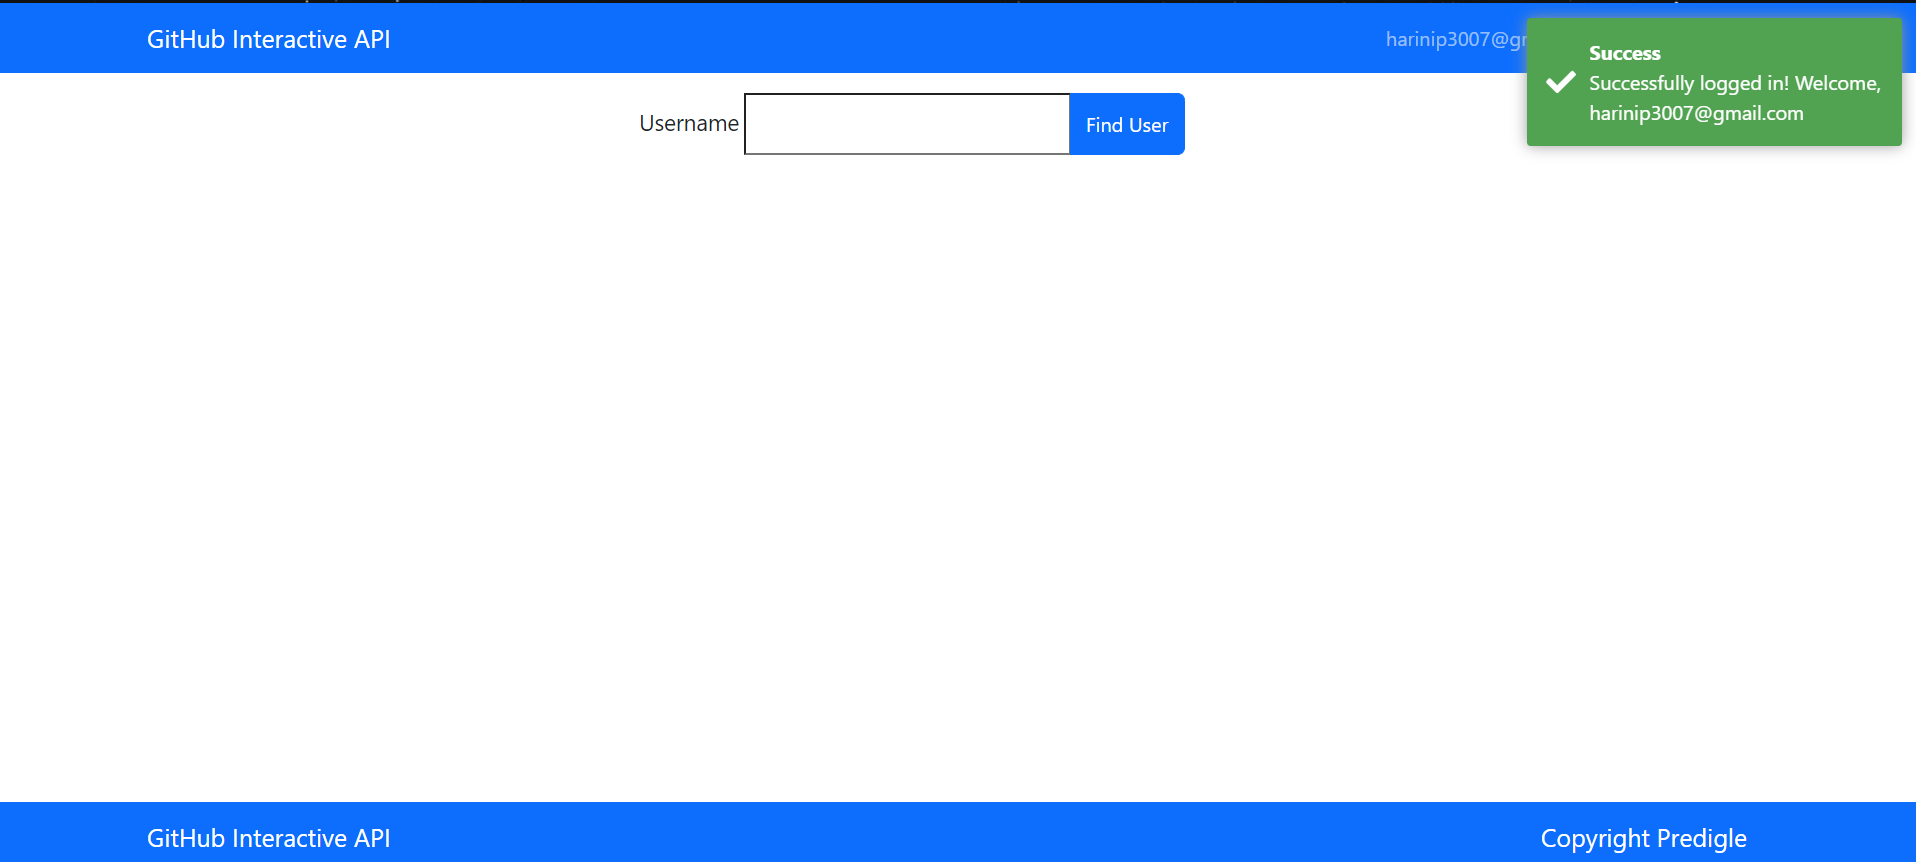 GitHub Interactive API
harinip3007@gr
Success
Successfully logged in! Welcome,
harinip3007@gmail.com
Username
Find User
GitHub Interactive API
Copyright Predigle